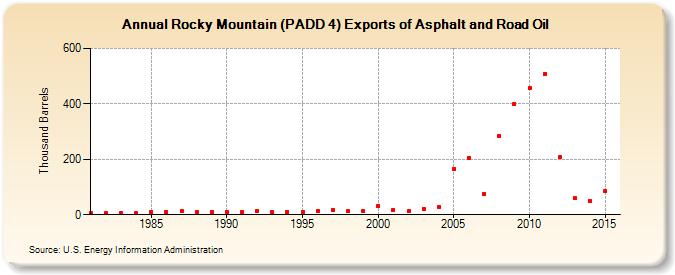 Annual Rocky Mountain (PADD 4) Exports of Asphalt and Road Oil
Thousand Barrels
600
400
200
0
1985 1990 1995 2000 2005 2010 2015
Source: U.S. Energy Information Administration